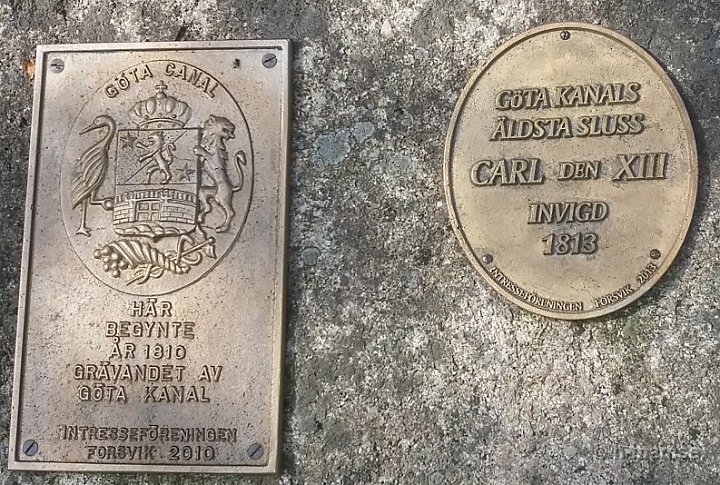 GÖTA CANAL
HÄR
BEGYNTE
ÅR 1810
GRÄVANDET AV
GÖTA KANAL
INTRESSEFÖRENINGEN
FORSVIK 2010
GÖTA KANALS
ÄLDSTA SLUSS
CARL DEN XIII
INVIGD
1813
INTRESSEFÖRENINGEN FORSVIK 2013